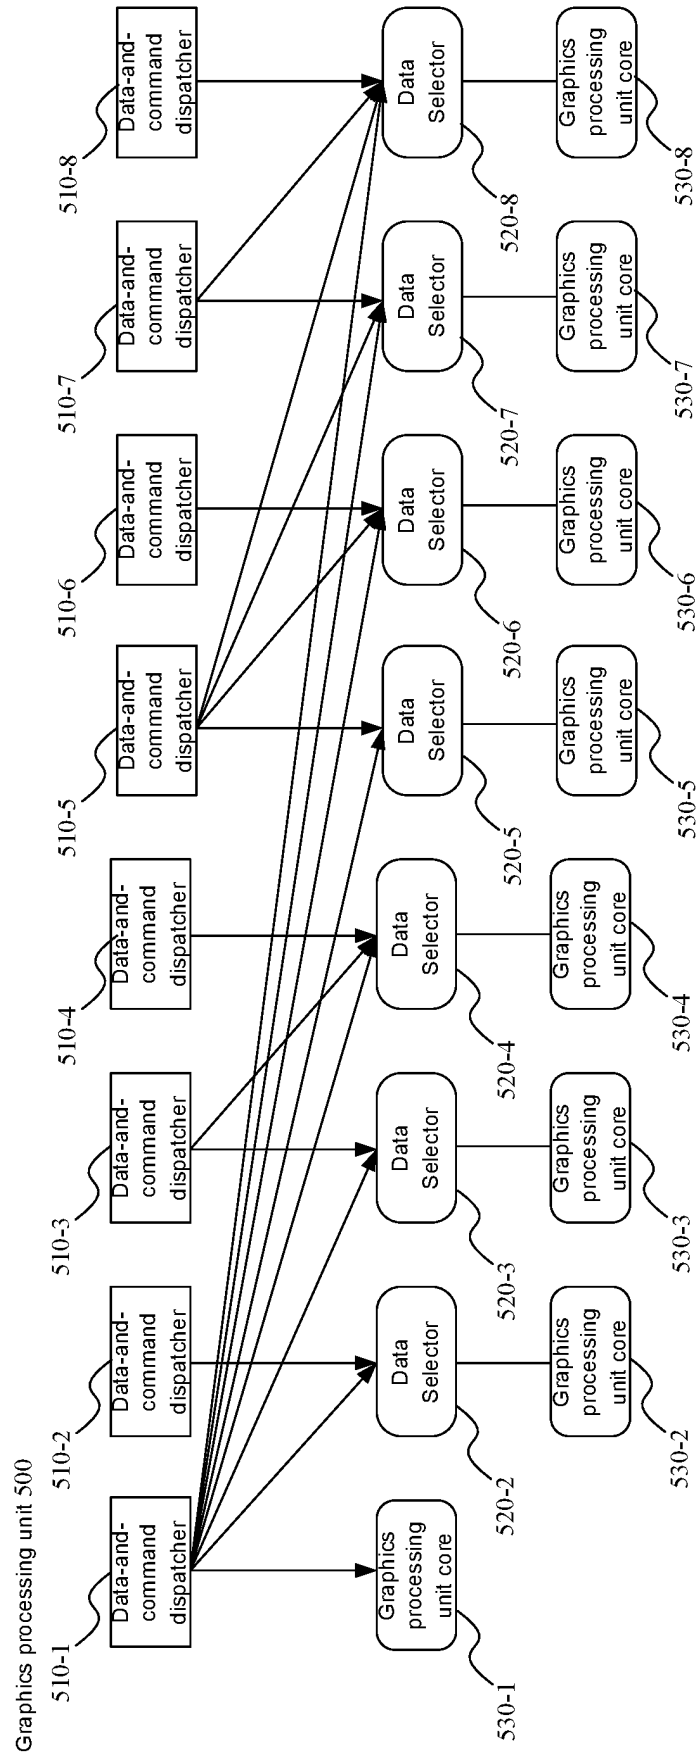 Graphics processing unit 500
510-1
Data-and-
command
dispatcher
510-2
Data-and-
command
dispatcher
510-3
Data-and-
command
dispatcher
510-4
Data-and-
command
dispatcher
510-5
Data-and-
command
dispatcher
510-6
Data-and-
command
dispatcher
510-7
Data-and-
command
dispatcher
510-8
Data-and-
command
dispatcher
Graphics
processing
unit core
530-1
Data
Selector
520-2
Data
Selector
520-3
Data
Selector
520-4
Data
Selector
520-5
Data
Selector
520-6
Data
Selector
520-7
Data
Selector
520-8
Graphics
processing
unit core
530-2
Graphics
processing
unit core
530-3
Graphics
processing
unit core
530-4
Graphics
processing
unit core
530-5
Graphics
processing
unit core
530-6
Graphics
processing
unit core
530-7
Graphics
processing
unit core
530-8